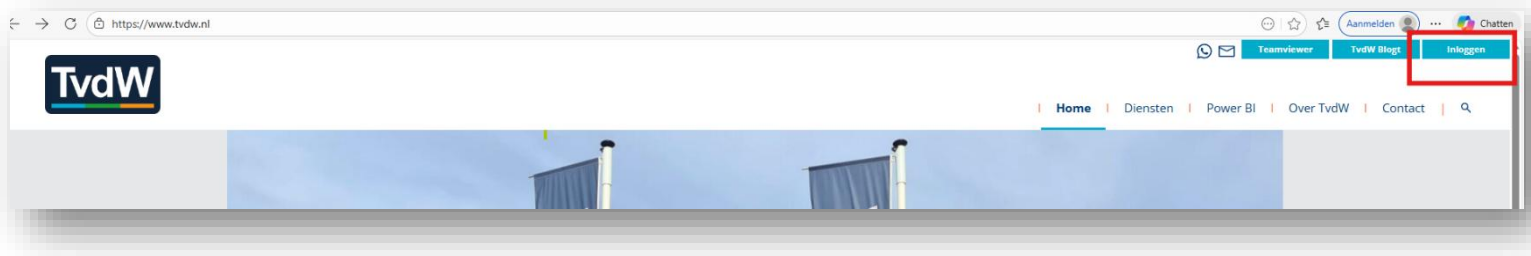 https://www.tvdw.nl
Aanmelden
Chatten
Teamviewer
TvdW Blogt
Inloggen
TvdW
Home
Diensten
Power BI
Over TvdW
Contact